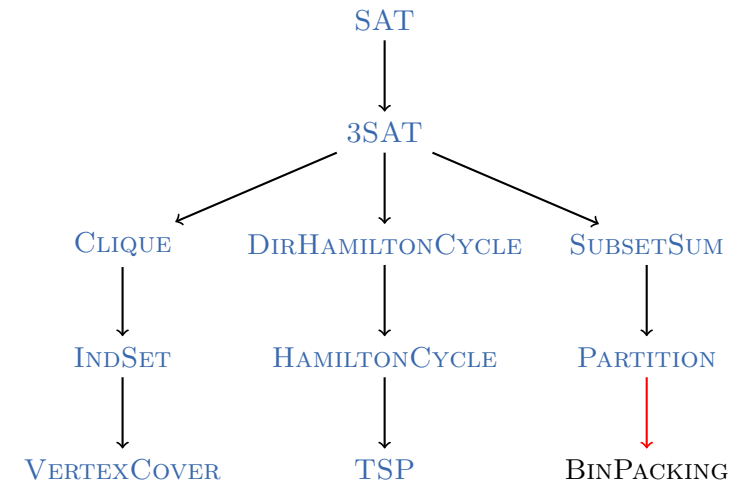 SAT
3SAT
CLIQUE DIRHAMILTONCYCLE SUBSETSUM
INDSET HAMILTONCYCLE PARTITION
VERTEXCOVER TSP BINPACKING